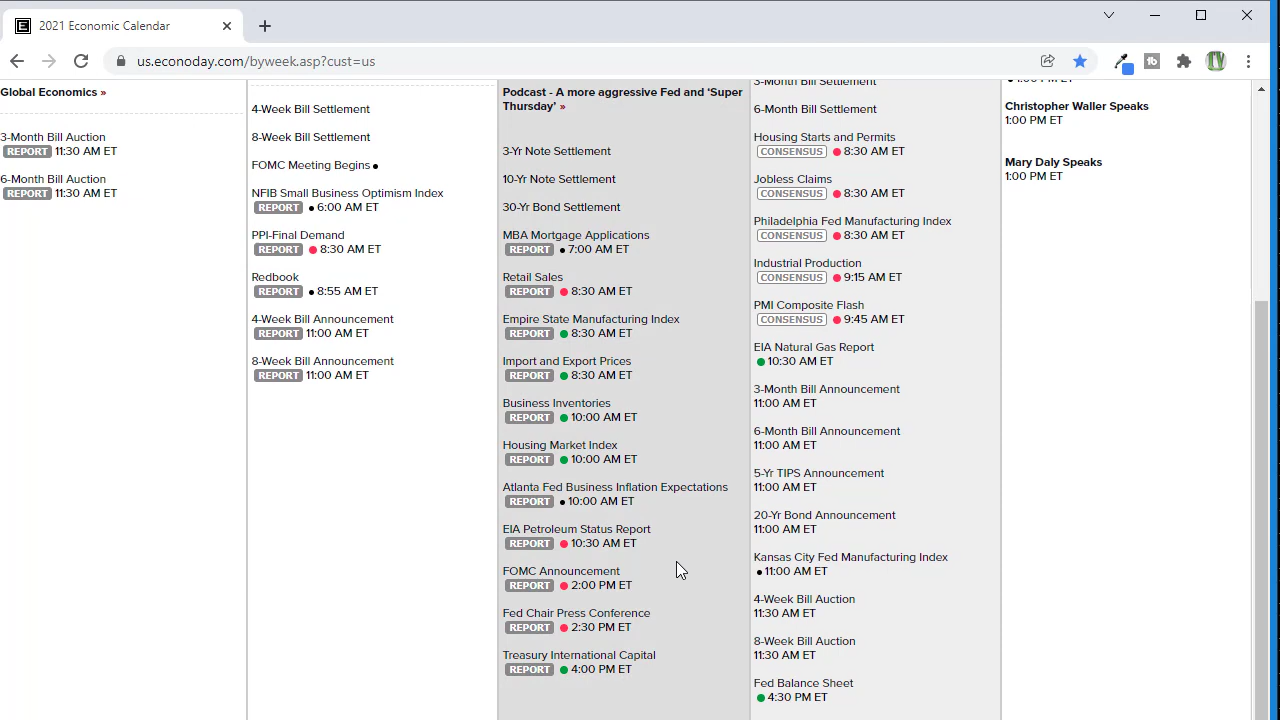 2021 Economic Calendar
us.econoday.com/byweek.asp?cust=us
Global Economics »
3-Month Bill Auction
REPORT 11:30 AM ET
6-Month Bill Auction
REPORT 11:30 AM ET
4-Week Bill Settlement
8-Week Bill Settlement
FOMC Meeting Begins
NFIB Small Business Optimism Index
REPORT 6:00 AM ET
PPI-Final Demand
REPORT 8:30 AM ET
Redbook
REPORT 8:55 AM ET
4-Week Bill Announcement
REPORT 11:00 AM ET
8-Week Bill Announcement
REPORT 11:00 AM ET
Podcast - A more aggressive Fed and ‘Super
Thursday’ »
3-Yr Note Settlement
10-Yr Note Settlement
30-Yr Bond Settlement
MBA Mortgage Applications
REPORT 7:00 AM ET
Retail Sales
REPORT 8:30 AM ET
Empire State Manufacturing Index
REPORT 8:30 AM ET
Import and Export Prices
REPORT 8:30 AM ET
Business Inventories
REPORT 10:00 AM ET
Housing Market Index
REPORT 10:00 AM ET
Atlanta Fed Business Inflation Expectations
REPORT 10:00 AM ET
EIA Petroleum Status Report
REPORT 10:30 AM ET
FOMC Announcement
REPORT 2:00 PM ET
Fed Chair Press Conference
REPORT 2:30 PM ET
Treasury International Capital
REPORT 4:00 PM ET
3-Month Bill Settlement
6-Month Bill Settlement
Housing Starts and Permits
CONSENSUS 8:30 AM ET
Jobless Claims
CONSENSUS 8:30 AM ET
Philadelphia Fed Manufacturing Index
CONSENSUS 8:30 AM ET
Industrial Production
CONSENSUS 9:15 AM ET
PMI Composite Flash
CONSENSUS 9:45 AM ET
EIA Natural Gas Report
10:30 AM ET
3-Month Bill Announcement
11:00 AM ET
6-Month Bill Announcement
11:00 AM ET
5-Yr TIPS Announcement
11:00 AM ET
20-Yr Bond Announcement
11:00 AM ET
Kansas City Fed Manufacturing Index
11:00 AM ET
4-Week Bill Auction
11:30 AM ET
8-Week Bill Auction
11:30 AM ET
Fed Balance Sheet
4:30 PM ET
Christopher Waller Speaks
1:00 PM ET
Mary Daly Speaks
1:00 PM ET